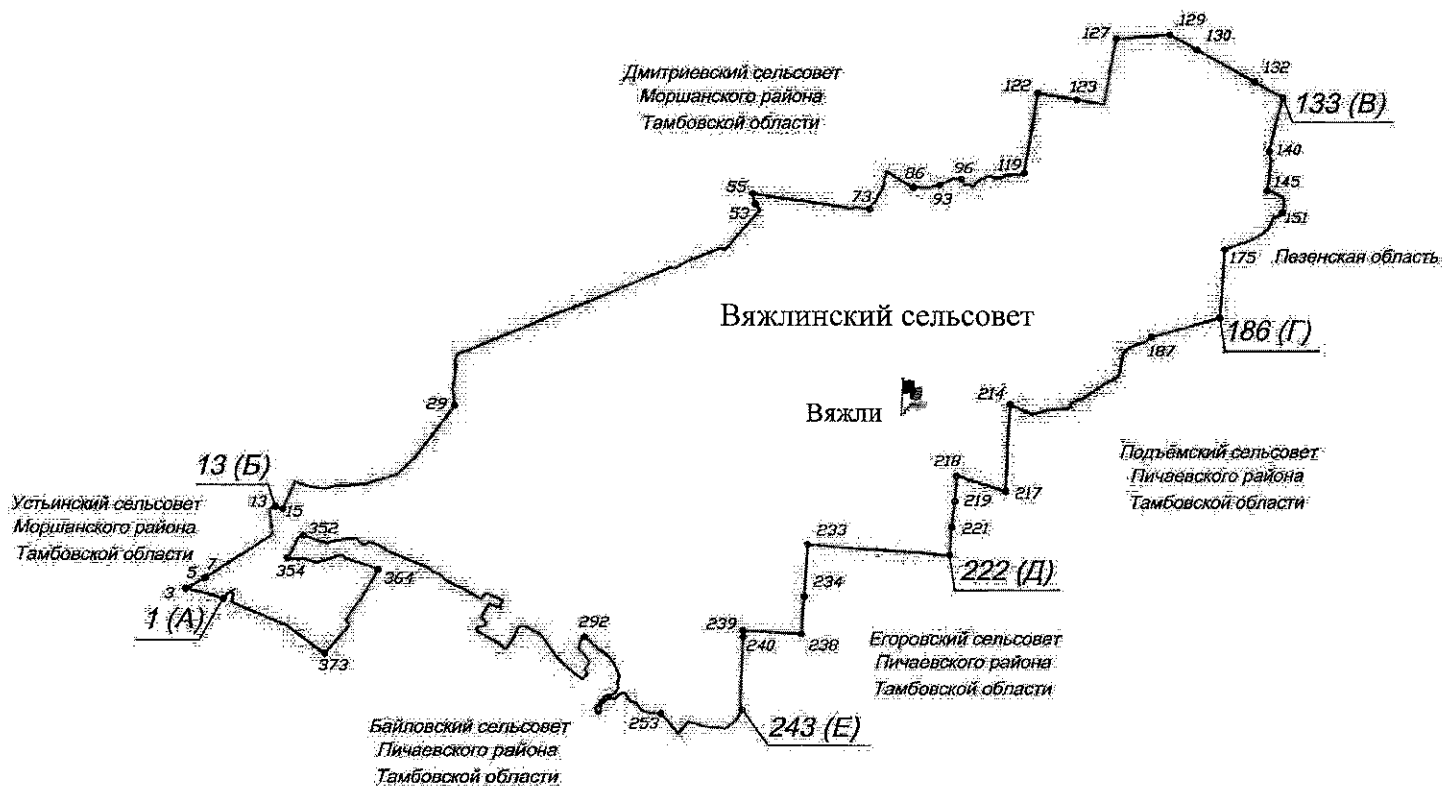 129
127
130
132
Дмитриевский сельсовет
Моршанского района
Тамбовской области
122
123
133 (В)
140
119
86
96
93
145
55
53
73
151
175
Пезенская область
Вяжлинский сельсовет
186 (Г)
187
29
Вяжли
214
Подъёмский сельсовет
Пичаевского района
Тамбовской области
13 (Б)
218
217
219
Устьинский сельсовет
Моршанского района
Тамбовской области
13
15
221
352
233
354
364
222 (Д)
5
7
3
234
1 (А)
292
239
240
238
Егоровский сельсовет
Пичаевского района
Тамбовской области
373
253
243 (Е)
Байловский сельсовет
Пичаевского района
Тамбовской области